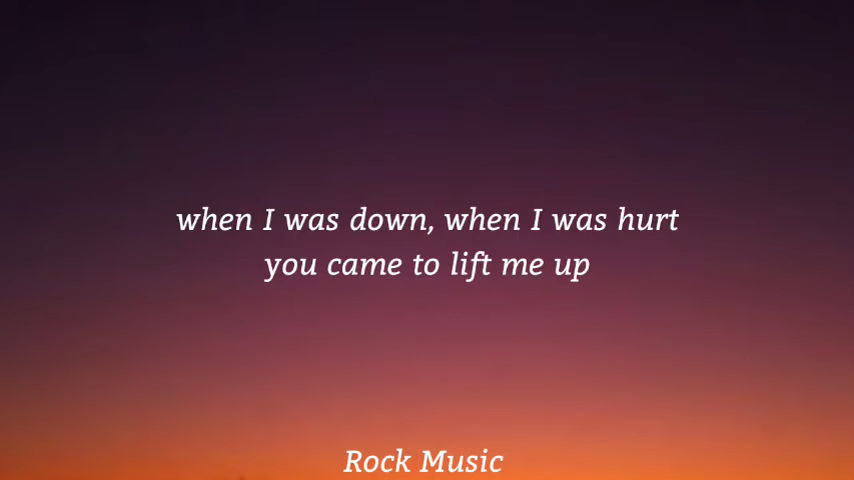 when I was down, when I was hurt
you came to lift me up
Rock Music